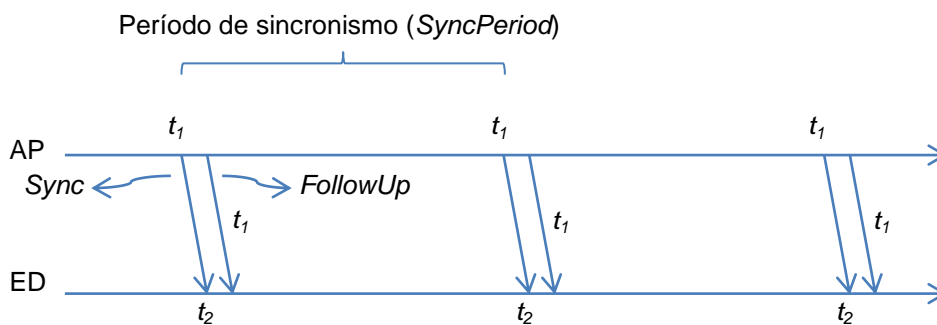 Período de sincronismo (SyncPeriod)
t1 t1 t1
AP
Sync FollowUp
t1 t1 t1
ED
t2 t2 t2